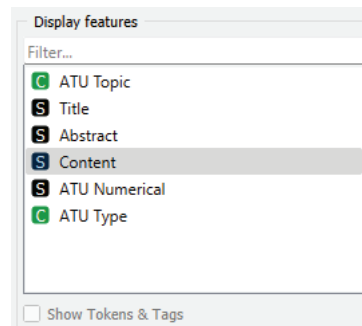 Display features
Filter...
C ATU Topic
S Title
S Abstract
S Content
S ATU Numerical
C ATU Type
Show Tokens & Tags